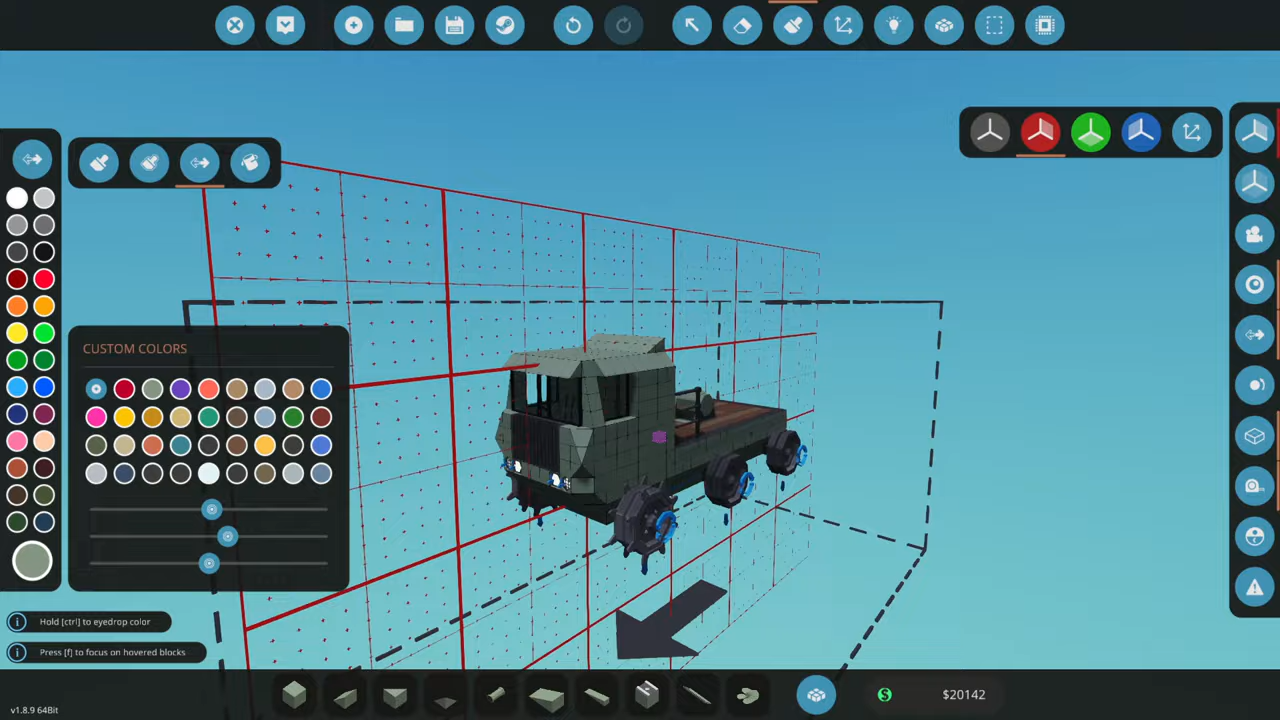 CUSTOM COLORS
Hold [ctrl] to eyedrop color
Press [f] to focus on hovered blocks
$ $20142
v1.8.9 64Bit